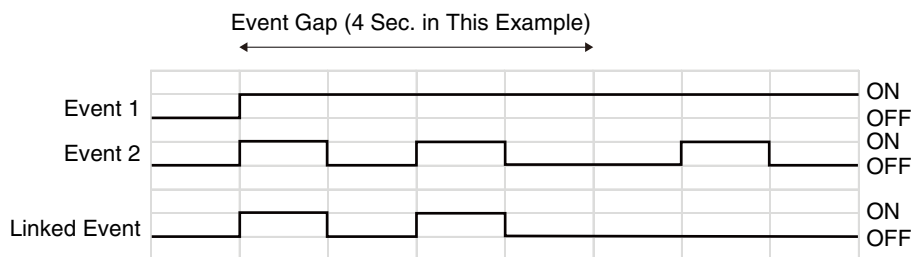 Event Gap (4 Sec. in This Example)
Event 1
ON
OFF
Event 2
ON
OFF
Linked Event
ON
OFF